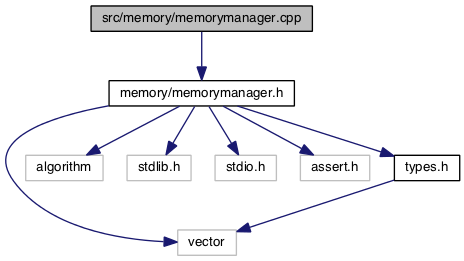 src/memory/memorymanager.cpp
memory/memorymanager.h
algorithm
stdlib.h
stdio.h
assert.h
types.h
vector